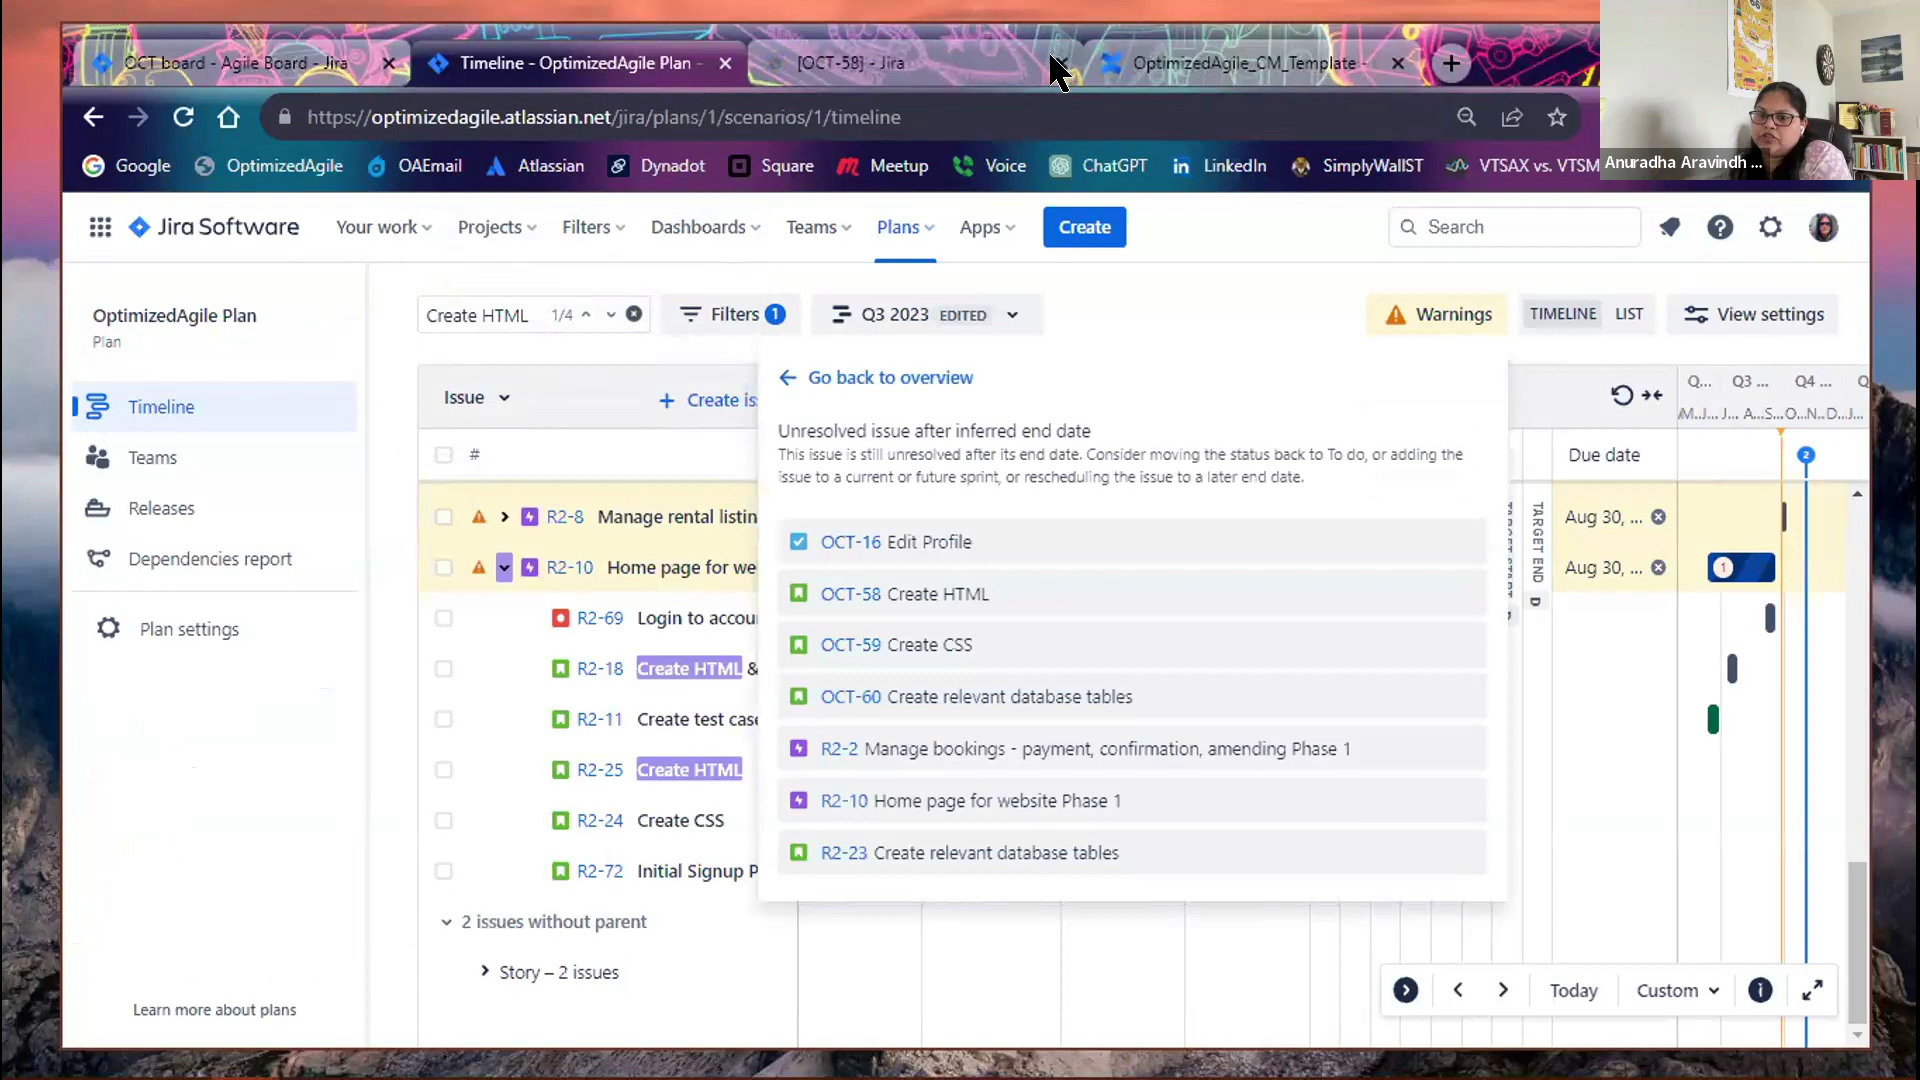 OCT board - Agile Board - Jira
Timeline - OptimizedAgile Plan -
[OCT-58] - Jira
OptimizedAgile_CM_Template -
https://optimizedagile.atlassian.net/jira/plans/1/scenarios/1/timeline
Google
OptimizedAgile
OAEmail
Atlassian
Dynadot
Square
Meetup
Voice
ChatGPT
LinkedIn
SimplyWallST
VTSAX vs. VTSM
Anuradha Aravindh ...
Jira Software
Your work
Projects
Filters
Dashboards
Teams
Plans
Apps
Create
Search
OptimizedAgile Plan
Plan
Timeline
Teams
Releases
Dependencies report
Plan settings
Learn more about plans
Create HTML 1/4
Filters 1
Q3 2023 EDITED
Warnings
TIMELINE LIST
View settings
Issue
+ Create is
#
R2-8 Manage rental listin
R2-10 Home page for we
R2-69 Login to accou
R2-18 Create HTML &
R2-11 Create test case
R2-25 Create HTML
R2-24 Create CSS
R2-72 Initial Signup P
2 issues without parent
Story – 2 issues
Go back to overview
Unresolved issue after inferred end date
This issue is still unresolved after its end date. Consider moving the status back to To do, or adding the
issue to a current or future sprint, or rescheduling the issue to a later end date.
OCT-16 Edit Profile
OCT-58 Create HTML
OCT-59 Create CSS
OCT-60 Create relevant database tables
R2-2 Manage bookings - payment, confirmation, amending Phase 1
R2-10 Home page for website Phase 1
R2-23 Create relevant database tables
TARGET END
D
Due date
Aug 30, ...
Aug 30, ...
Q... Q3 ... Q4 ... Q
M...J... J... A...S...O...N...D...J...
2
1
Today
Custom